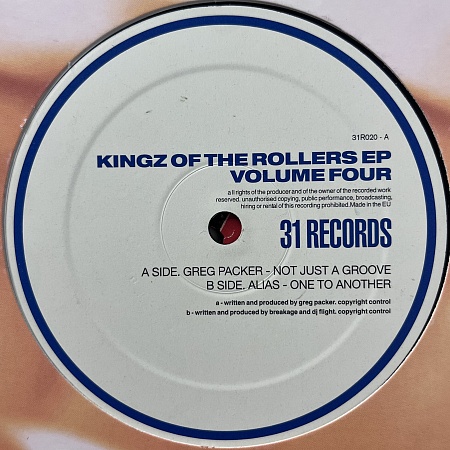 31R020 - A
KINGZ OF THE ROLLERS EP
VOLUME FOUR
all rights of the producer and of the owner of the recorded work
reserved, unauthorised copying, public performance, broadcasting,
hiring or rental of this recording prohibited. Made in the EU
31 RECORDS
A SIDE. GREG PACKER - NOT JUST A GROOVE
B SIDE. ALIAS - ONE TO ANOTHER
a - written and produced by greg packer. copyright control
b - written and produced by breakage and dj flight. copyright control